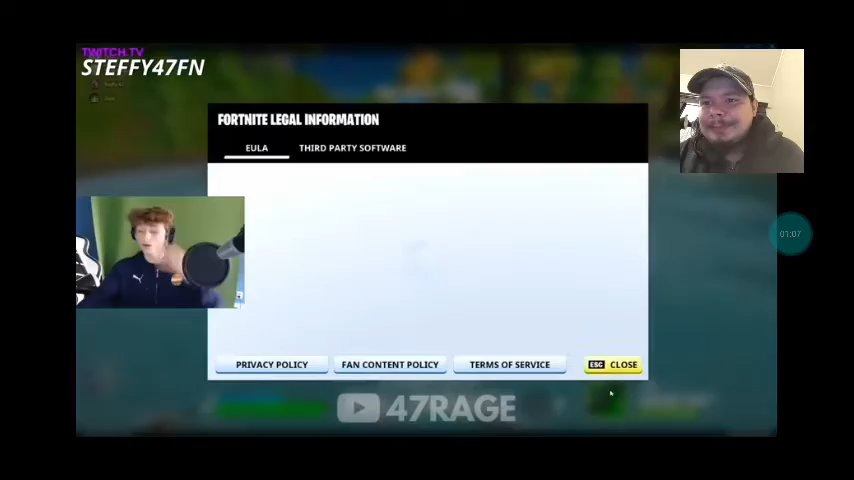 TWITCH.TV
STEFFY47FN
FORTNITE LEGAL INFORMATION
EULA THIRD PARTY SOFTWARE
01:07
PRIVACY POLICY FAN CONTENT POLICY TERMS OF SERVICE ESC CLOSE
47RAGE